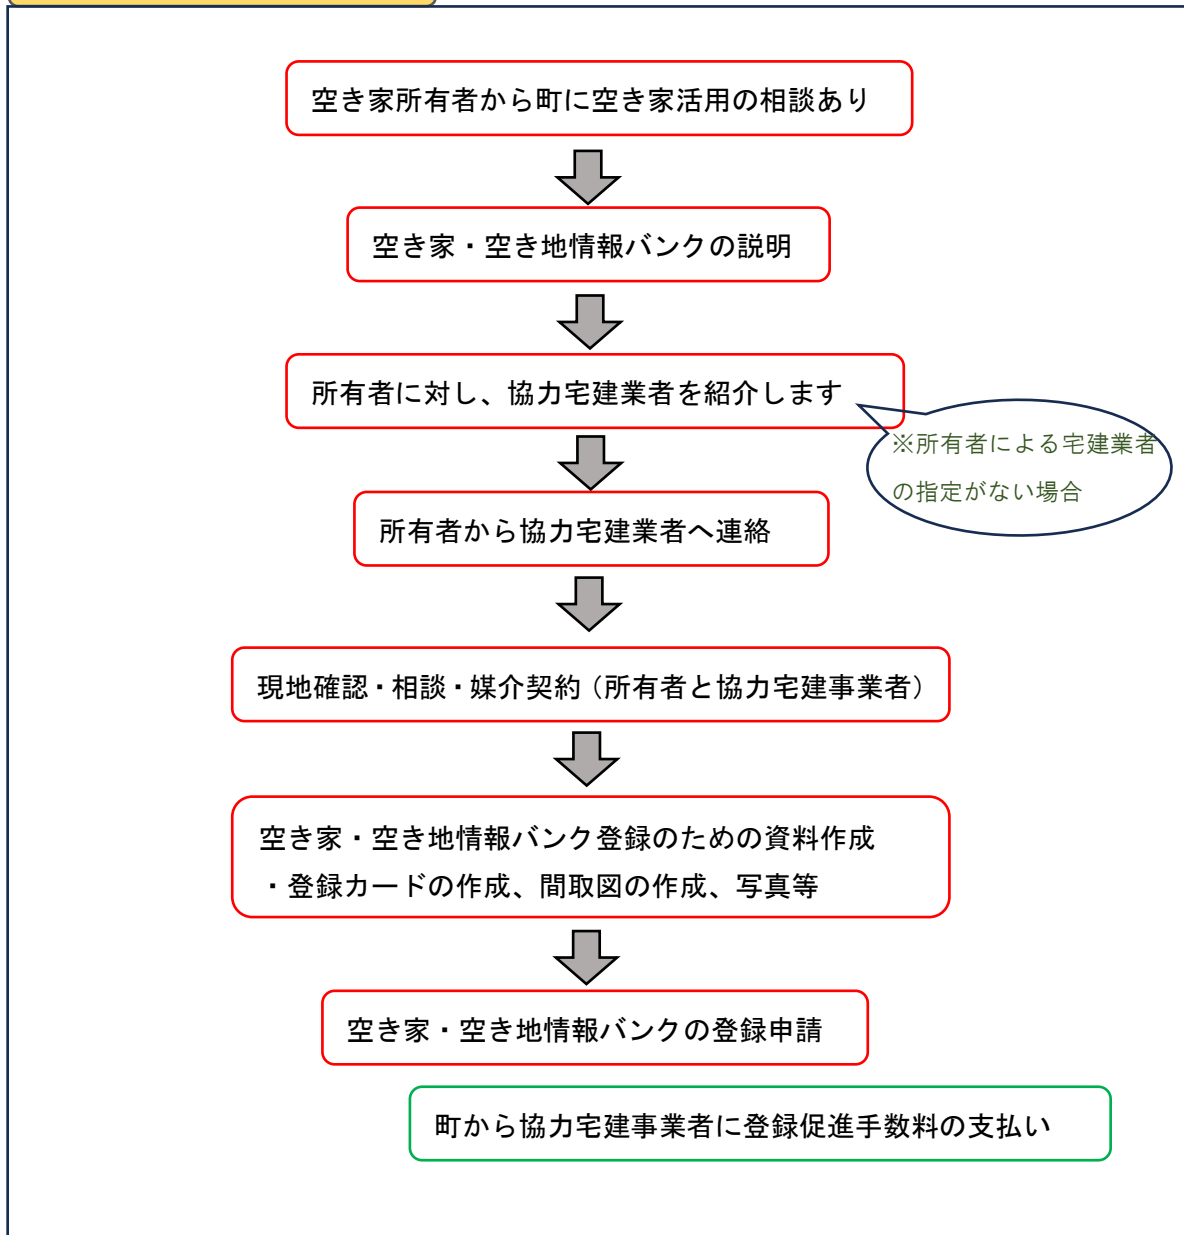 空き家所有者から町に空き家活用の相談あり
空き家・空き地情報バンクの説明
所有者に対し、協力宅建業者を紹介します
※所有者による宅建業者
の指定がない場合
所有者から協力宅建業者へ連絡
現地確認・相談・媒介契約（所有者と協力宅建事業者）
空き家・空き地情報バンク登録のための資料作成
・登録カードの作成、間取図の作成、写真等
空き家・空き地情報バンクの登録申請
町から協力宅建事業者に登録促進手数料の支払い